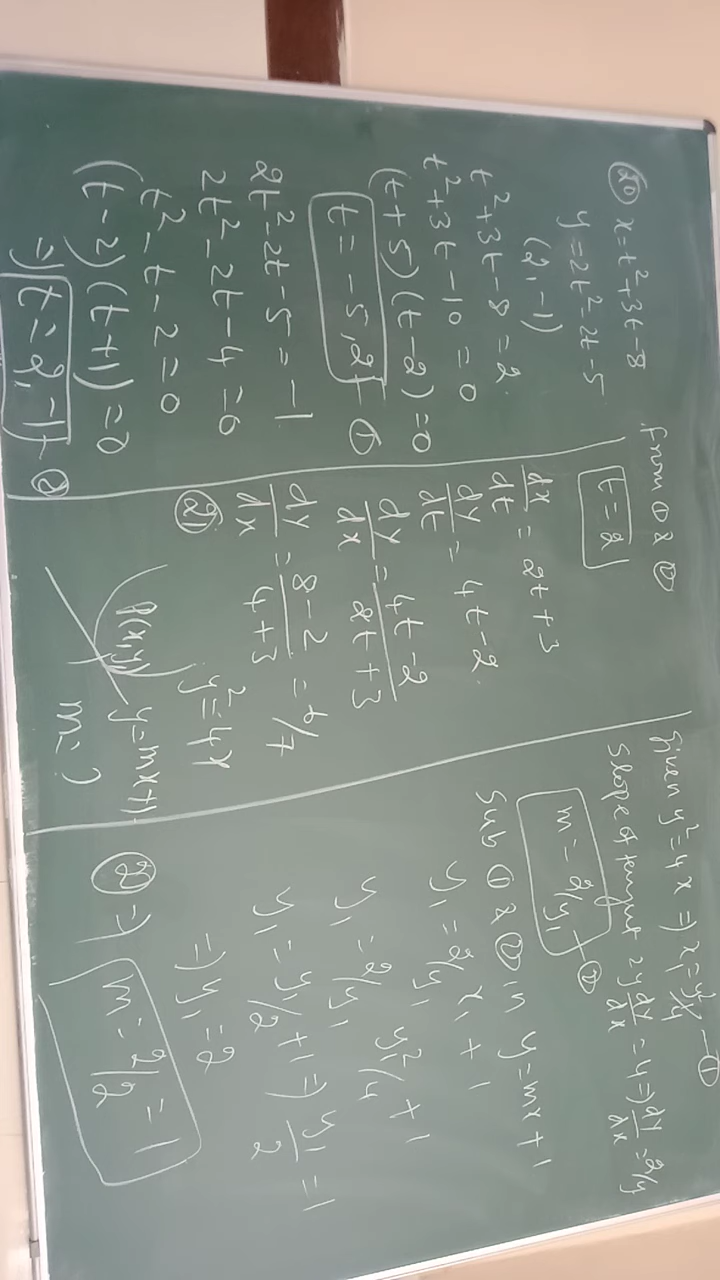 (20) x = t²+3t-8
y = 2t²-2t-5
(2,-1)
t²+3t-8 = 2
t²+3t-10 = 0
(t+5)(t-2)=0
t = -5, 2 - ①
2t²-2t-5 = -1
2t²-2t-4 = 0
t²-t-2=0
(t-2)(t+1)=0
⇒ t=2,-1 - ②
from ① & ②
t=2
dx/dt = 2t+3
dy/dt = 4t-2
dy/dx = 4t-2/2t+3
dy/dx = 8-2/4+3 = 6/7
(21) y²=4x
P(x₁,y₁) y=mx+1
m=?
Given y²=4x ⇒ x₁=y₁²/4 - ①
Slope of tangent 2y dy/dx = 4 ⇒ dy/dx = 2/y
m = 2/y₁ - ②
Sub ① & ② in y=mx+1
y₁ = 2/y₁ x₁ + 1
y₁ = 2/y₁ y₁²/4 + 1
y₁ = y₁/2 + 1 ⇒ y₁/2 = 1
⇒ y₁ = 2
⇒ m = 2/2 = 1